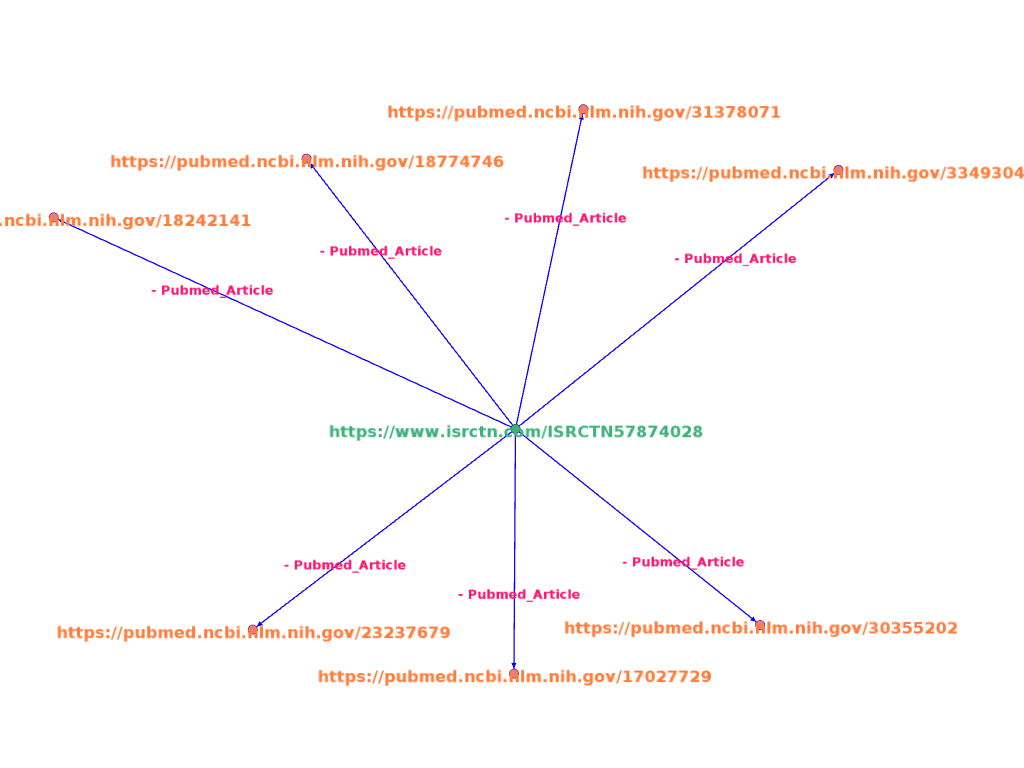 https://pubmed.ncbi.nlm.nih.gov/31378071
https://pubmed.ncbi.nlm.nih.gov/18774746
https://pubmed.ncbi.nlm.nih.gov/3349304
.ncbi.nlm.nih.gov/18242141
- Pubmed_Article
- Pubmed_Article
- Pubmed_Article
- Pubmed_Article
https://www.isrctn.com/ISRCTN57874028
- Pubmed_Article
- Pubmed_Article
- Pubmed_Article
https://pubmed.ncbi.nlm.nih.gov/30355202
https://pubmed.ncbi.nlm.nih.gov/23237679
https://pubmed.ncbi.nlm.nih.gov/17027729